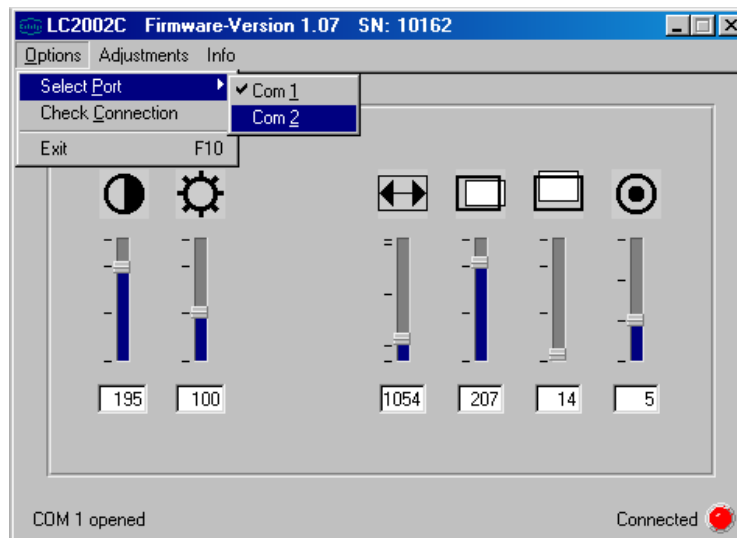 LC2002C Firmware-Version 1.07 SN: 10162
Options Adjustments Info
Select Port
Com 1
Check Connection
Com 2
Exit F10
195 100 1054 207 14 5
COM 1 opened Connected